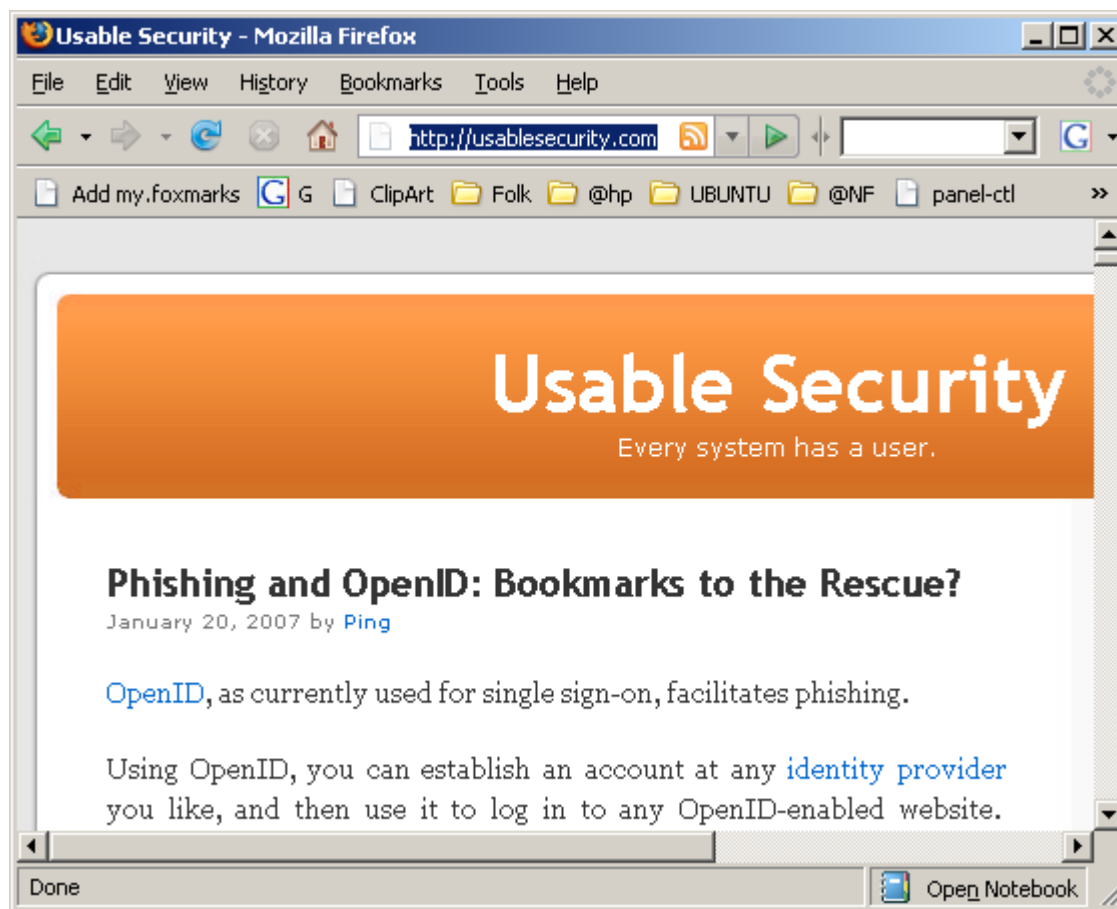 Usable Security - Mozilla Firefox
File Edit View History Bookmarks Tools Help
http://usablesecurity.com G
Add my.foxmarks G G ClipArt Folk @hp UBUNTU @NF panel-ctl »
Usable Security
Every system has a user.
Phishing and OpenID: Bookmarks to the Rescue?
January 20, 2007 by Ping
OpenID, as currently used for single sign-on, facilitates phishing.
Using OpenID, you can establish an account at any identity provider
you like, and then use it to log in to any OpenID-enabled website.
Done Open Notebook